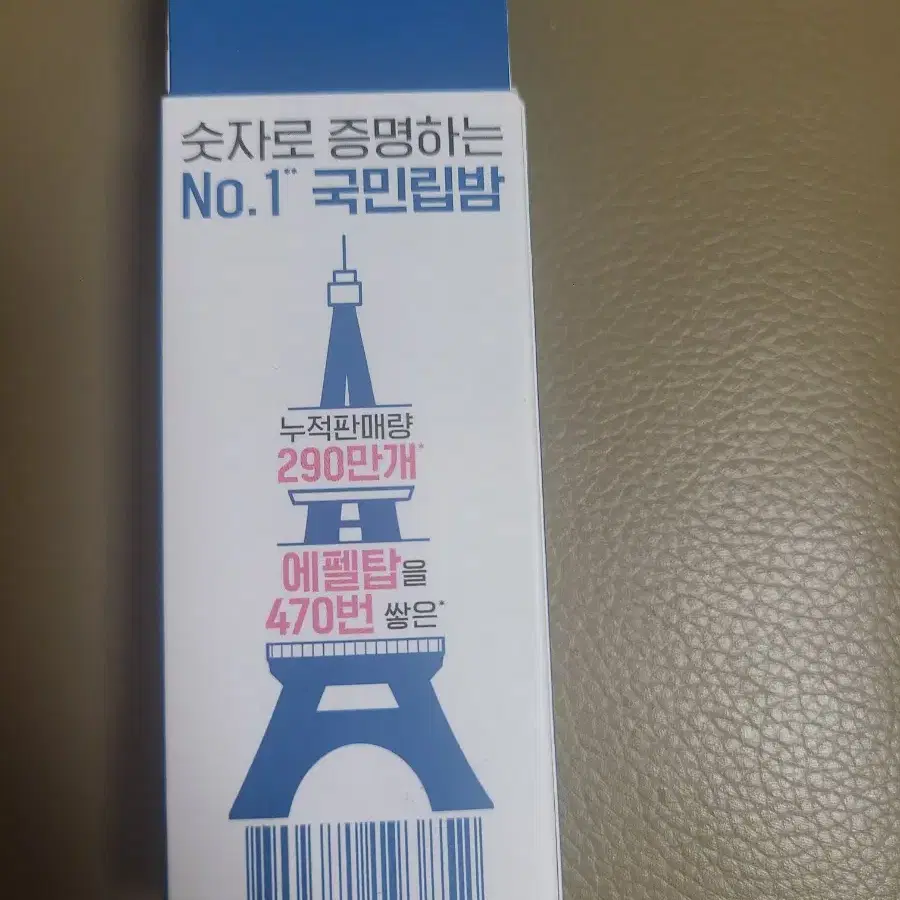 숫자로 증명하는
No.1** 국민립밤
누적판매량
290만개*
에펠탑을
470번 쌓은*